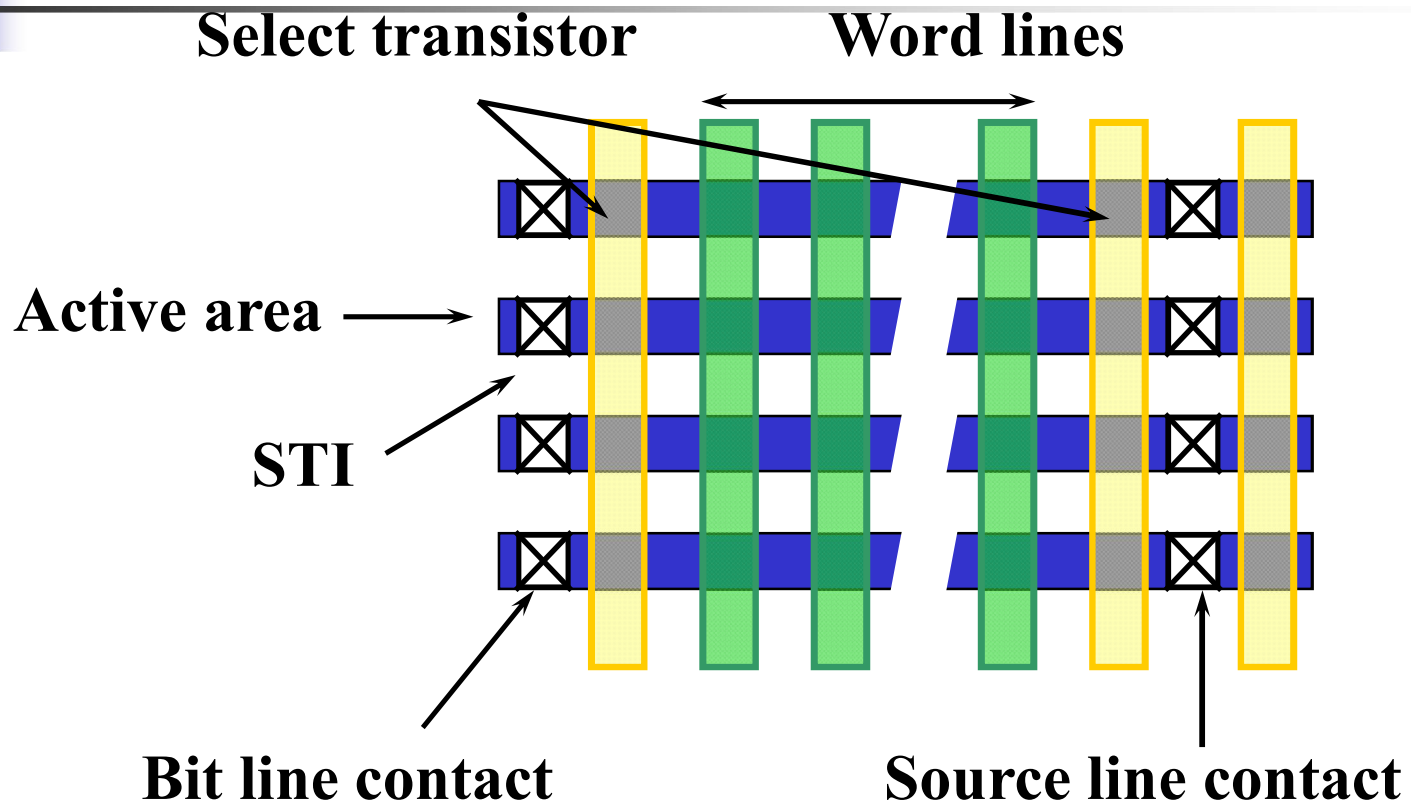 Select transistor
Word lines
Active area
STI
Bit line contact
Source line contact